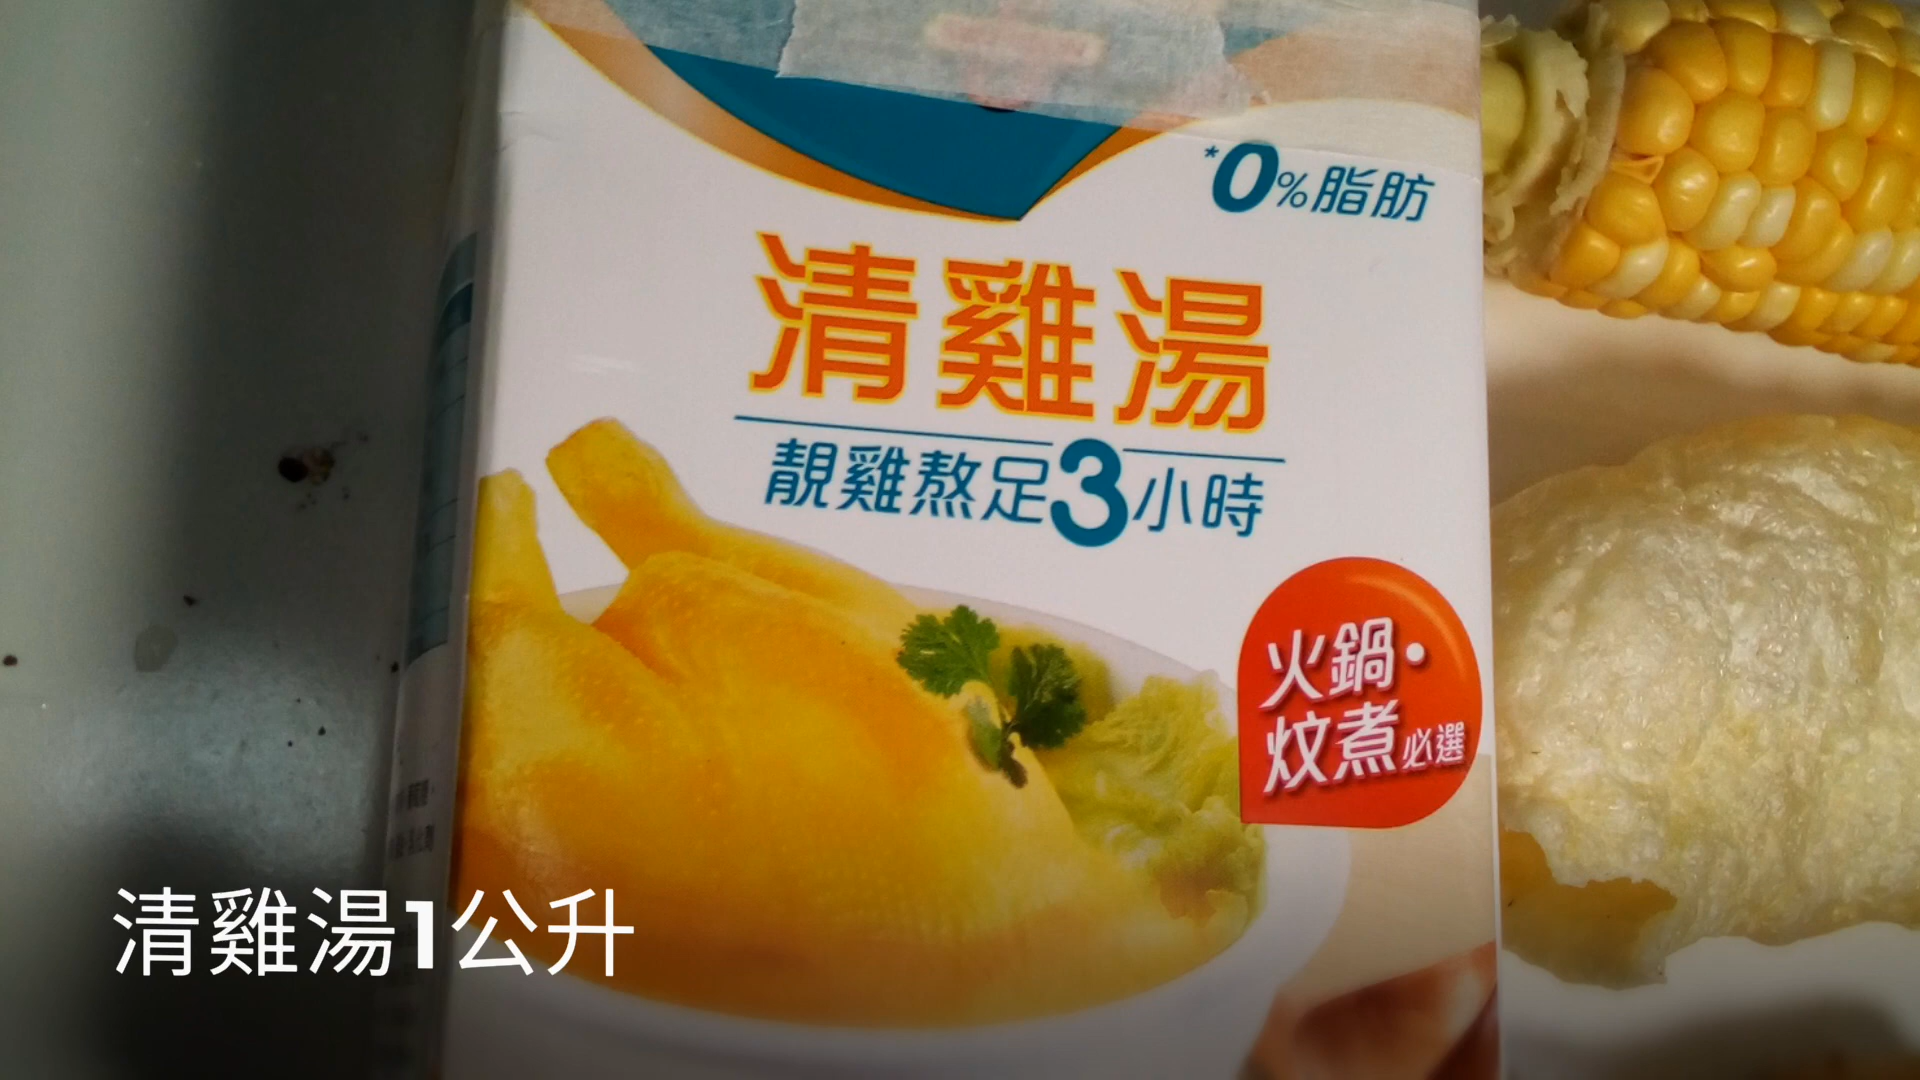 *0%脂肪
清雞湯
靚雞熬足3小時
火鍋·
炆煮必選
清雞湯1公升